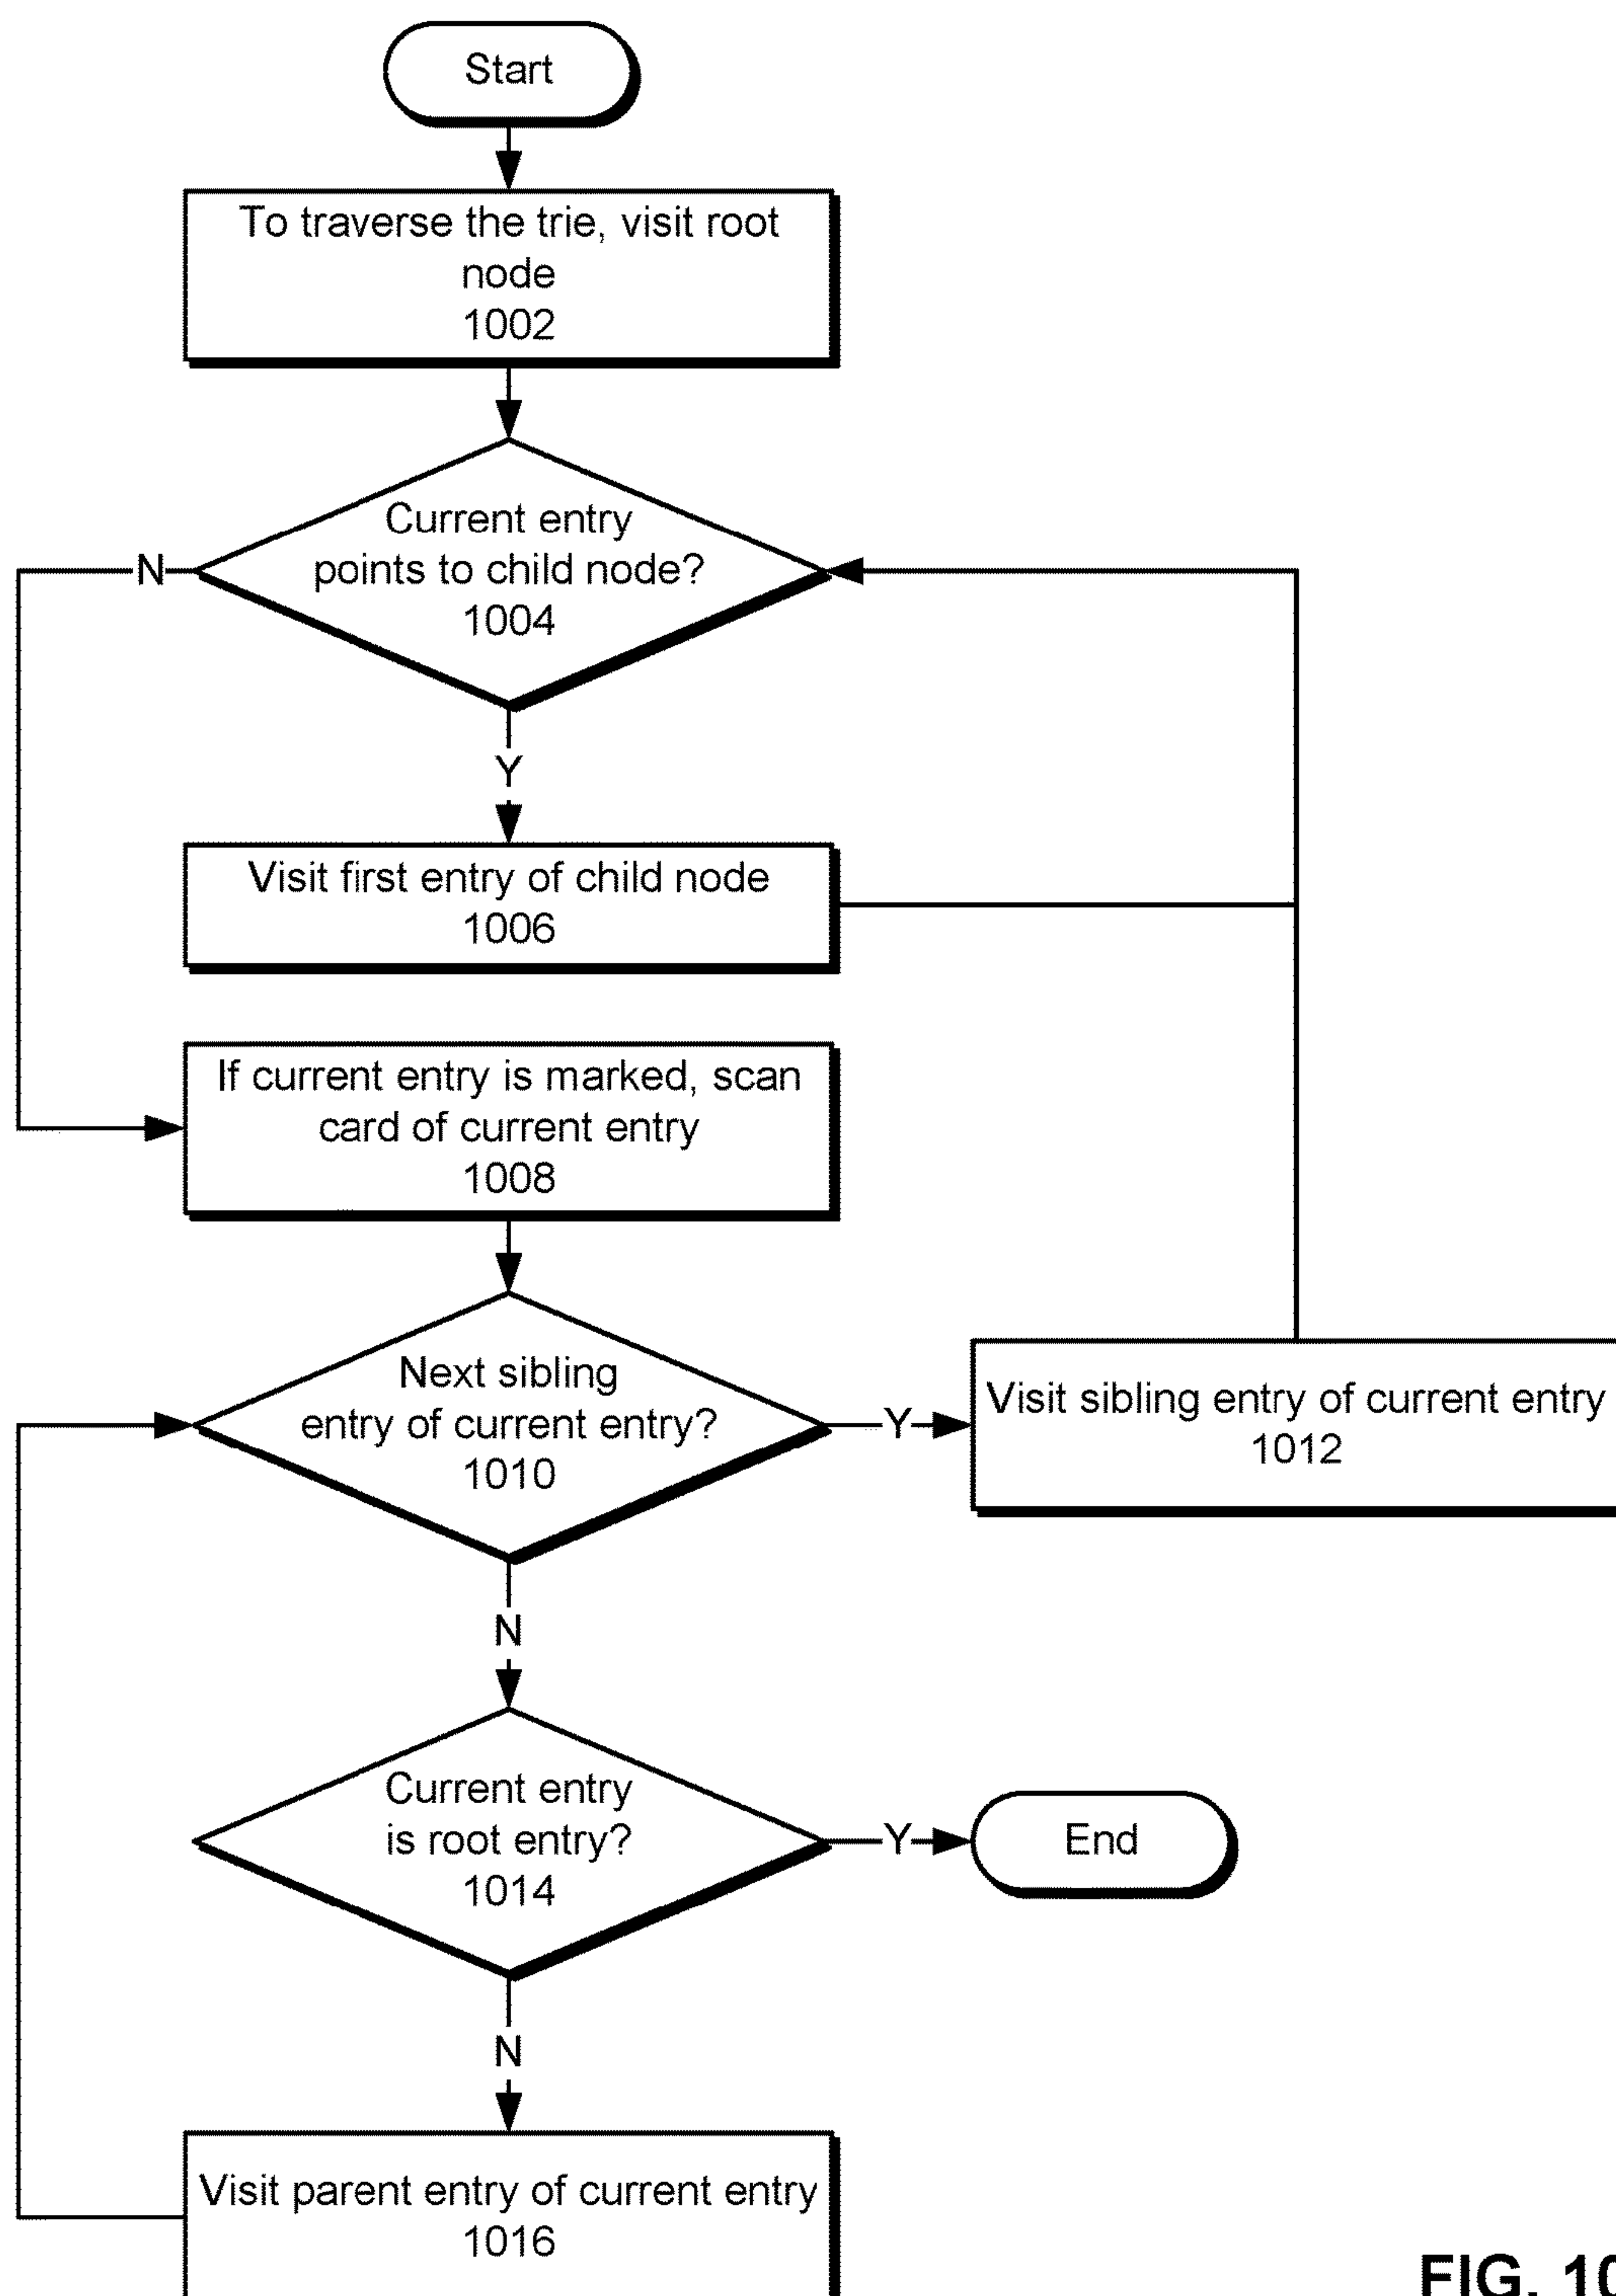 Start
To traverse the trie, visit root
node
1002
Current entry
points to child node?
1004
N
Y
Visit first entry of child node
1006
If current entry is marked, scan
card of current entry
1008
Next sibling
entry of current entry?
1010
Y
Visit sibling entry of current entry
1012
N
Current entry
is root entry?
1014
Y
End
N
Visit parent entry of current entry
1016
FIG. 10